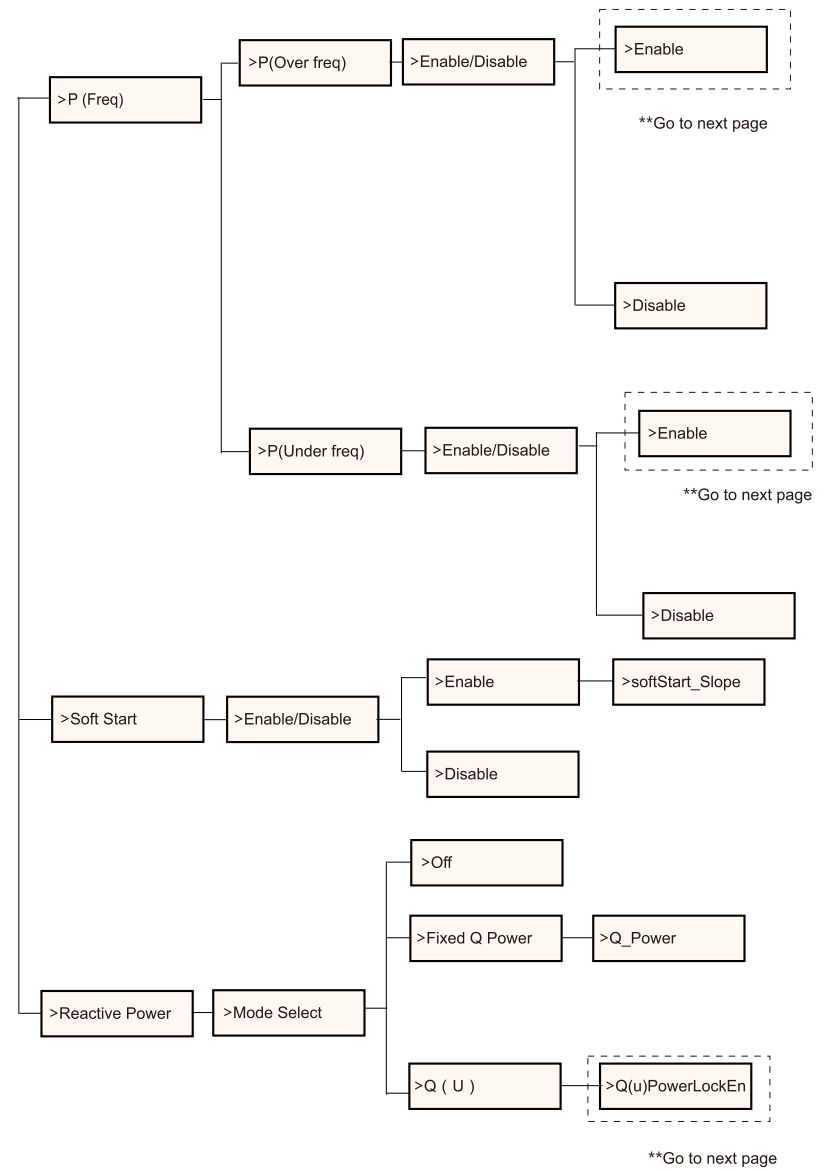 >P (Freq)
>P(Over freq)
>Enable/Disable
>Enable
**Go to next page
>Disable
>P(Under freq)
>Enable/Disable
>Enable
**Go to next page
>Disable
>Soft Start
>Enable/Disable
>Enable
>softStart_Slope
>Disable
>Reactive Power
>Mode Select
>Off
>Fixed Q Power
>Q_Power
>Q ( U )
>Q(u)PowerLockEn
**Go to next page